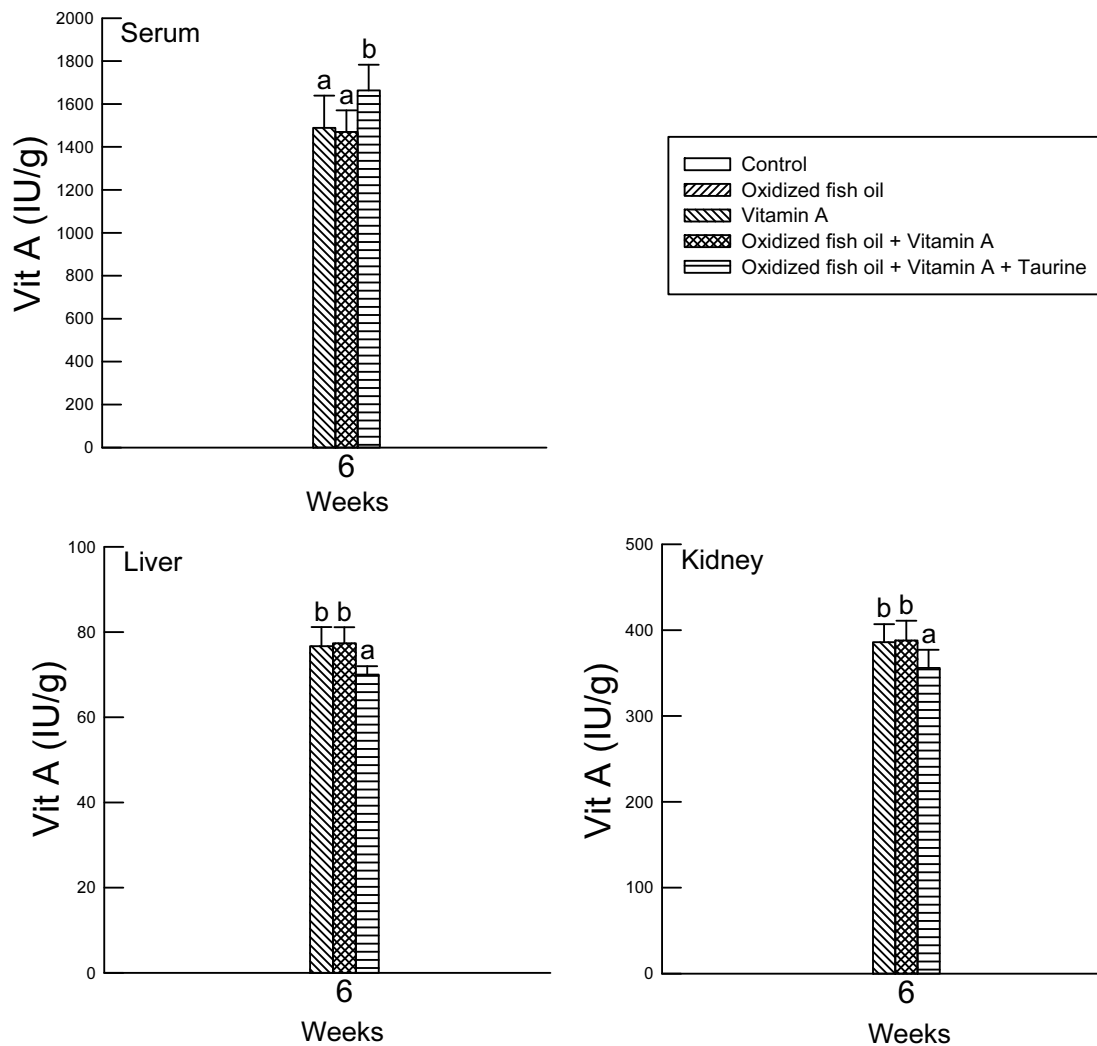 Serum
Vit A (IU/g)
2000
1800
1600
1400
1200
1000
800
600
400
200
0
a a b
6
Weeks
Control
Oxidized fish oil
Vitamin A
Oxidized fish oil + Vitamin A
Oxidized fish oil + Vitamin A + Taurine
Liver
Vit A (IU/g)
100
80
60
40
20
0
b b a
6
Weeks
Kidney
Vit A (IU/g)
500
400
300
200
100
0
b b a
6
Weeks